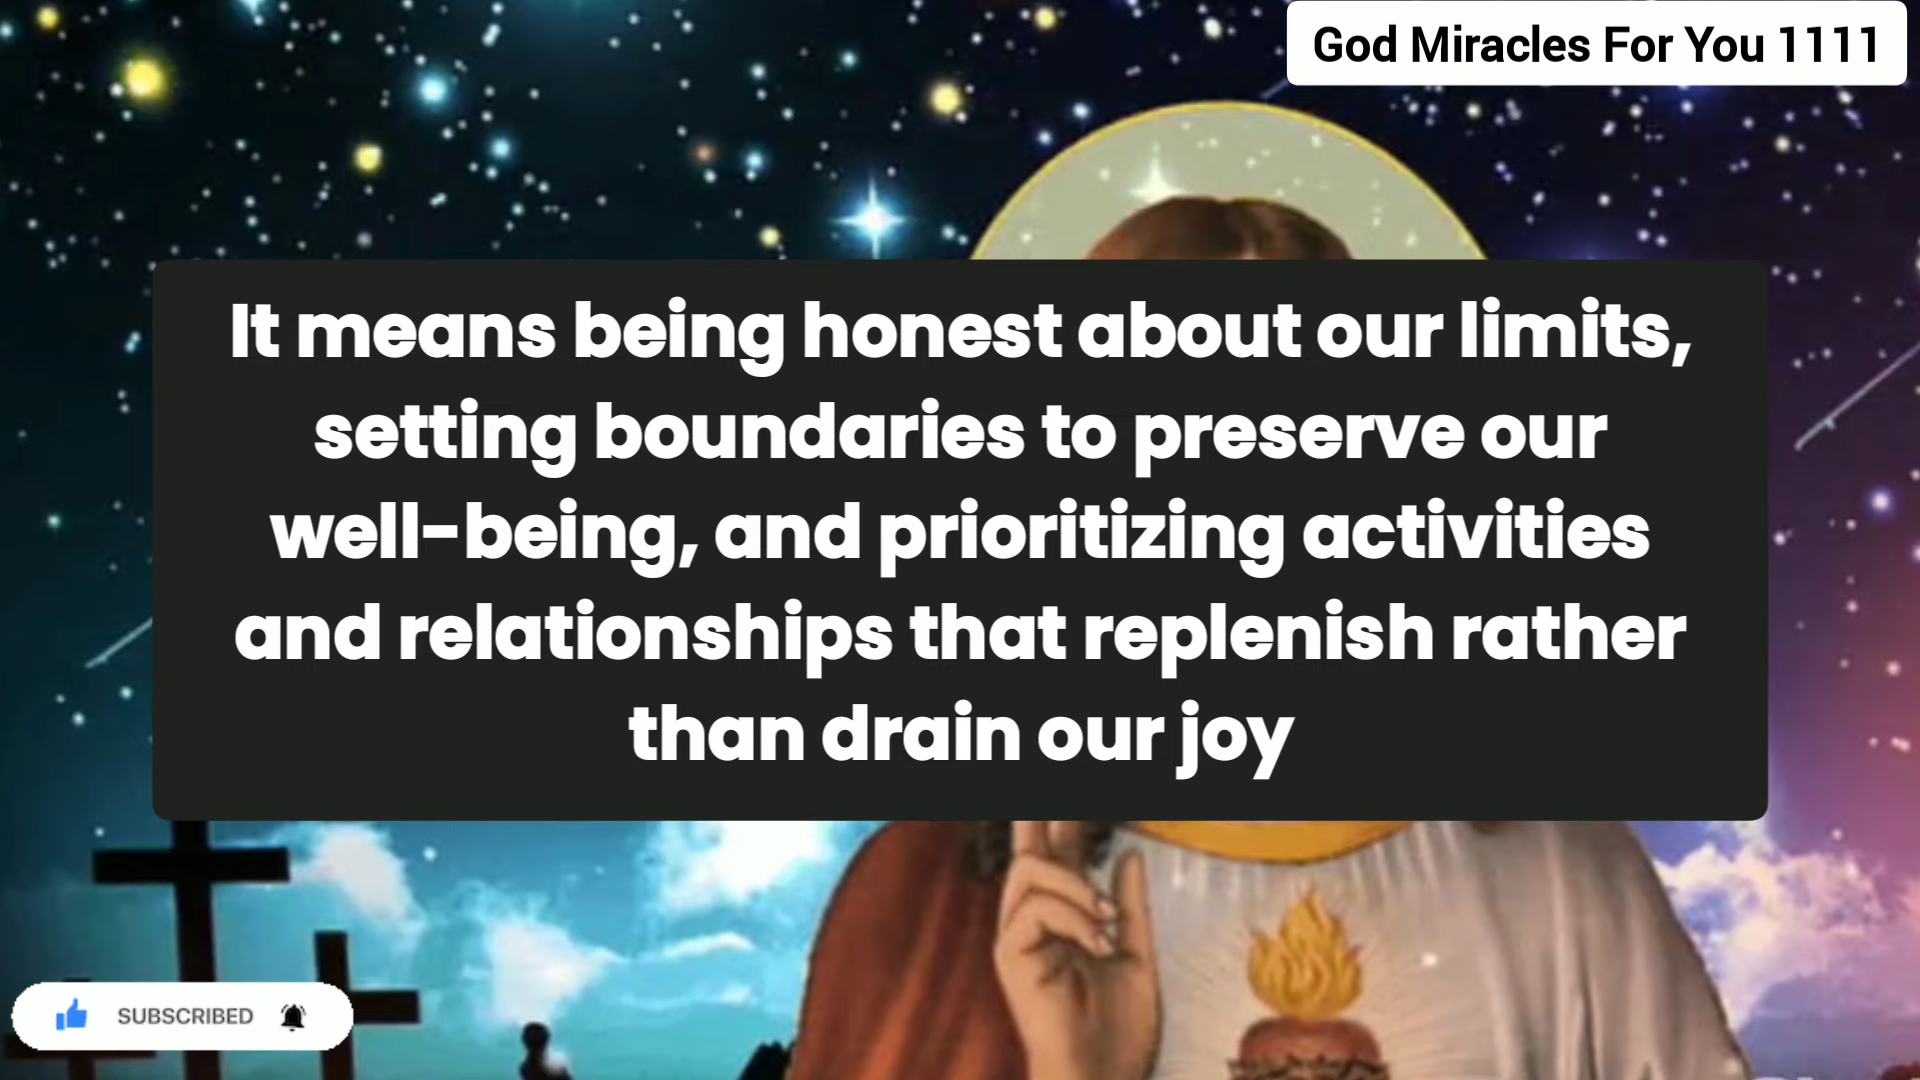 God Miracles For You 1111
It means being honest about our limits,
setting boundaries to preserve our
well-being, and prioritizing activities
and relationships that replenish rather
than drain our joy
SUBSCRIBED